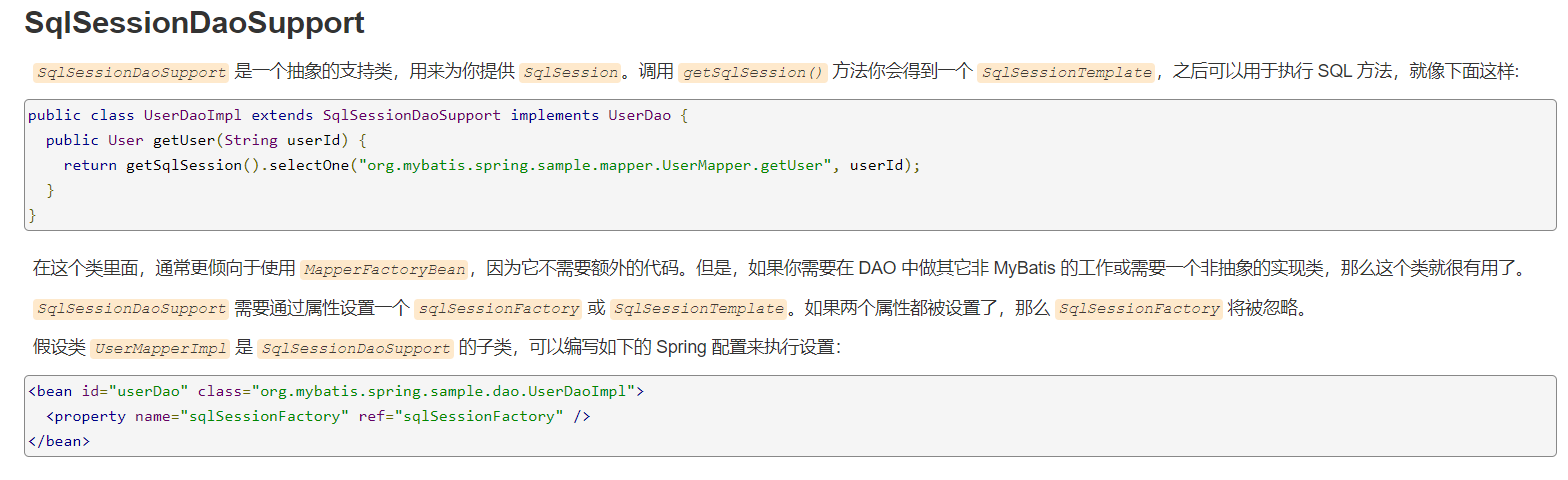 SqlSessionDaoSupport
SqlSessionDaoSupport 是一个抽象的支持类，用来为你提供 SqlSession。调用 getSqlSession() 方法你会得到一个 SqlSessionTemplate，之后可以用于执行 SQL 方法，就像下面这样:
public class UserDaoImpl extends SqlSessionDaoSupport implements UserDao {
  public User getUser(String userId) {
    return getSqlSession().selectOne("org.mybatis.spring.sample.mapper.UserMapper.getUser", userId);
  }
}
在这个类里面，通常更倾向于使用 MapperFactoryBean，因为它不需要额外的代码。但是，如果你需要在 DAO 中做其它非 MyBatis 的工作或需要一个非抽象的实现类，那么这个类就很有用了。
SqlSessionDaoSupport 需要通过属性设置一个 sqlSessionFactory 或 SqlSessionTemplate。如果两个属性都被设置了，那么 SqlSessionFactory 将被忽略。
假设类 UserMapperImpl 是 SqlSessionDaoSupport 的子类，可以编写如下的 Spring 配置来执行设置：
<bean id="userDao" class="org.mybatis.spring.sample.dao.UserDaoImpl">
  <property name="sqlSessionFactory" ref="sqlSessionFactory" />
</bean>